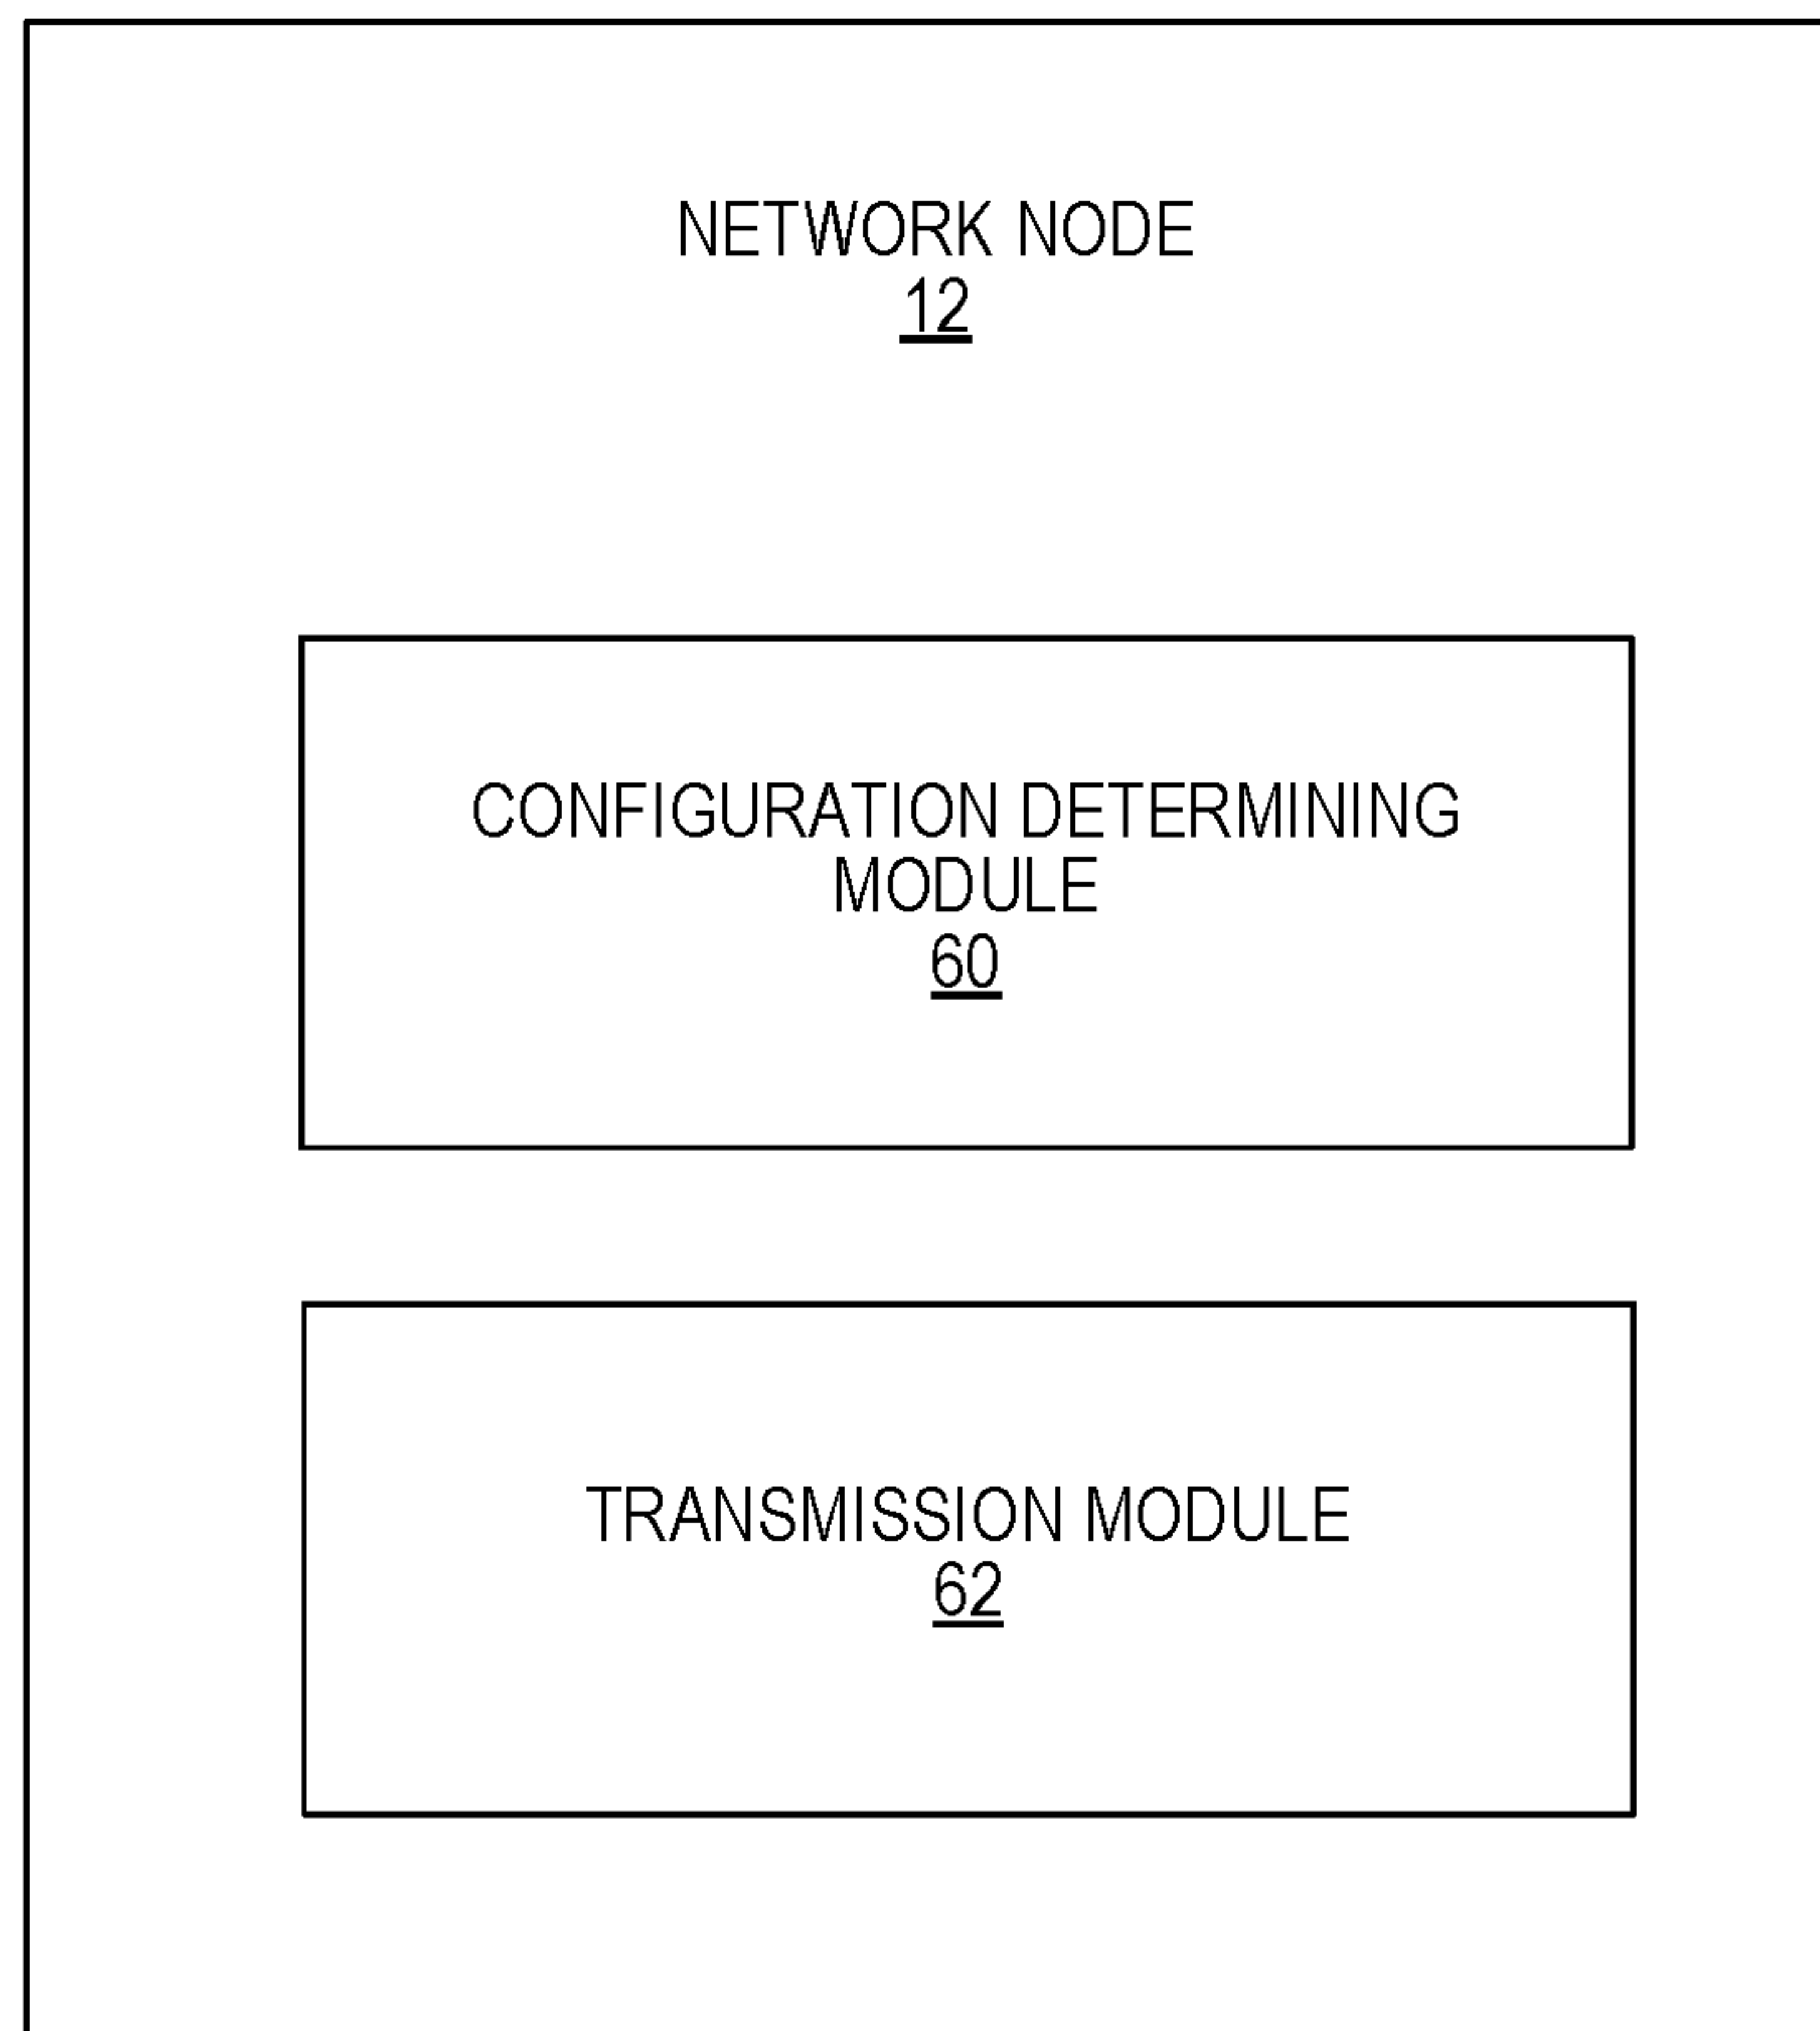 NETWORK NODE
12
CONFIGURATION DETERMINING
MODULE
60
TRANSMISSION MODULE
62